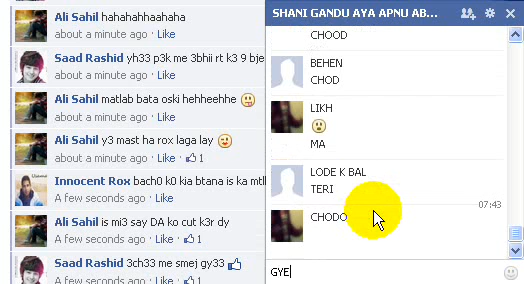 Ali Sahil hahahahhaahaha
about a minute ago · Like
Saad Rashid yh33 p3k me 3bhii rt k3 9 bje
about a minute ago · Like
Ali Sahil matlab bata oski hehheehhe
about a minute ago · Like
Ali Sahil y3 mast ha rox laga lay
about a minute ago · Like · 1
Innocent Rox bach0 k0 kia btana is ka mtl
A few seconds ago · Like
Ali Sahil is mi3 say DA ko cut k3r dy
A few seconds ago · Like · 1
Saad Rashid 3ch33 me smej gy33
A few seconds ago · Like · 1
SHANI GANDU AYA APNU AB...
CHOOD
BEHEN
CHOD
LIKH
MA
LODE K BAL
TERI
07:43
CHODO
GYE